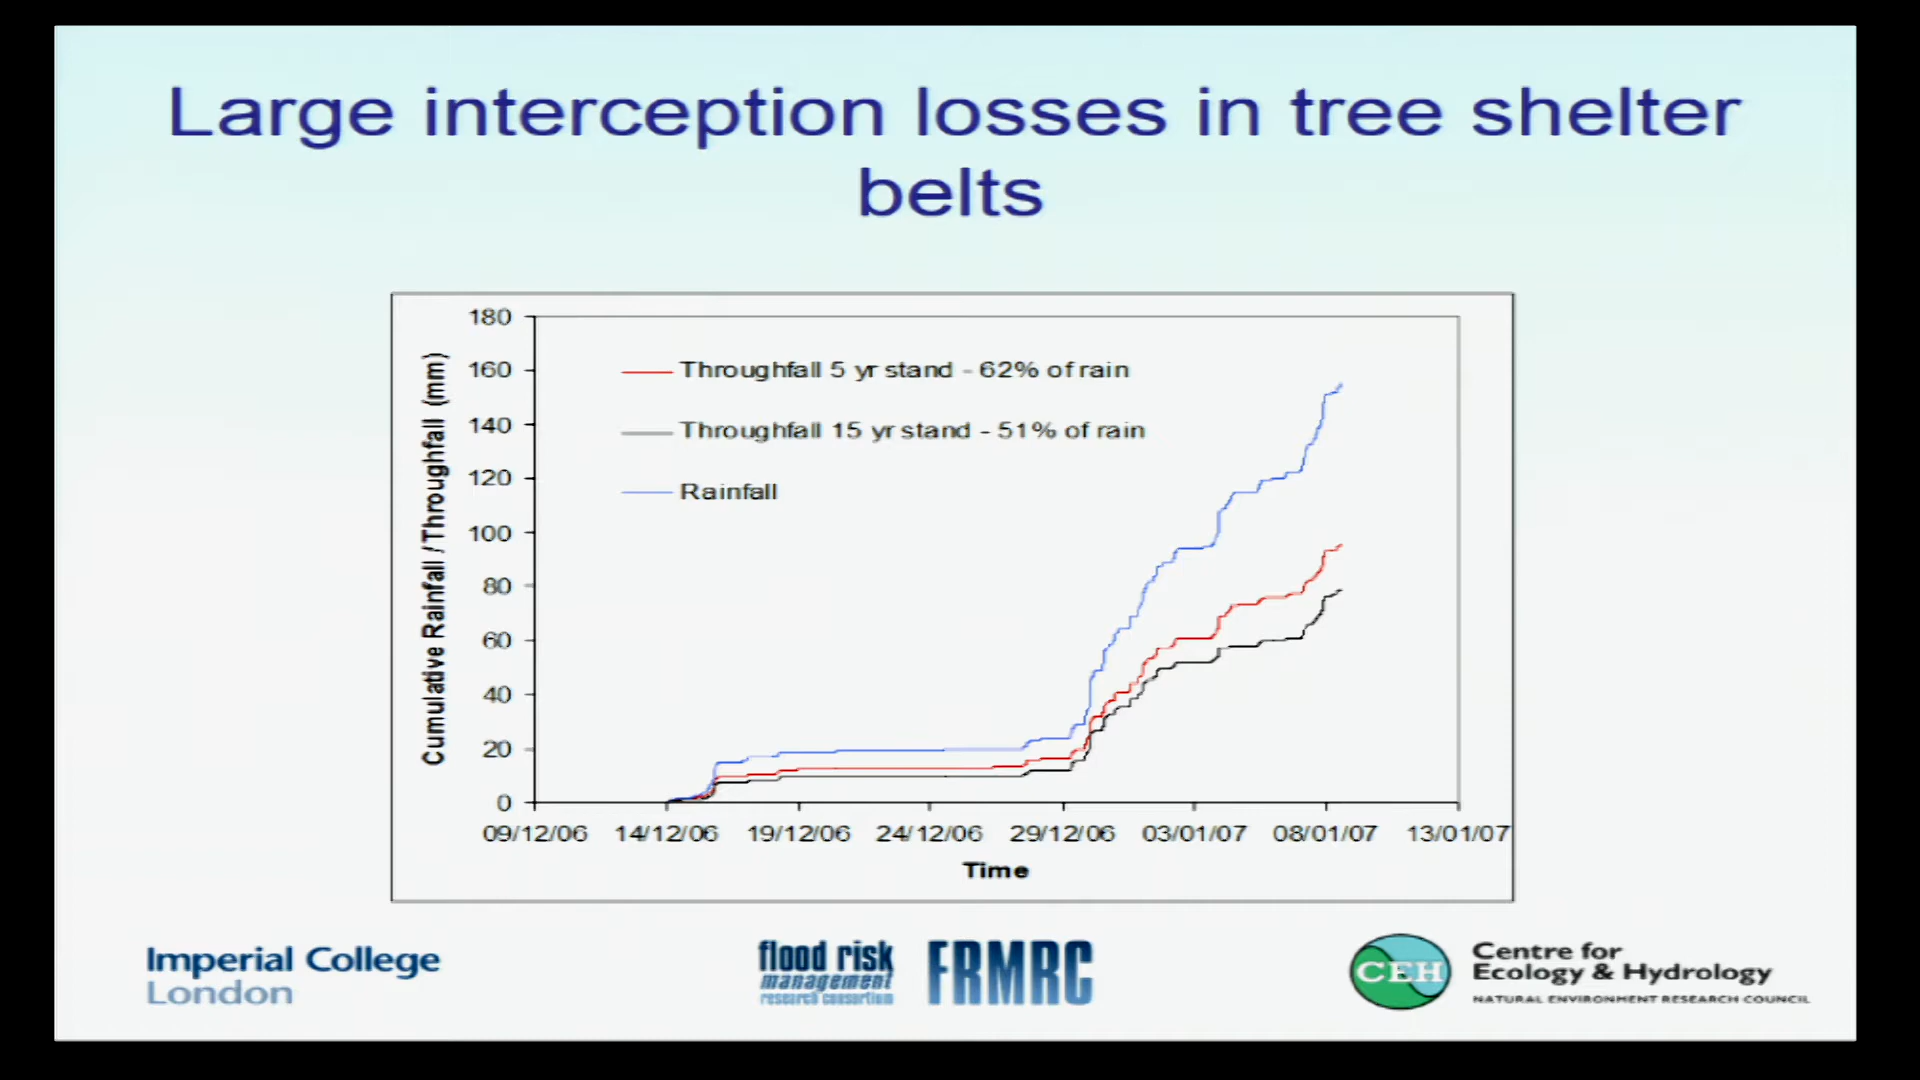 Large interception losses in tree shelter
belts
180
160
140
120
100
80
60
40
20
0
Cumulative Rainfall / Throughfall (mm)
Throughfall 5 yr stand - 62% of rain
Throughfall 15 yr stand - 51% of rain
Rainfall
09/12/06 14/12/06 19/12/06 24/12/06 29/12/06 03/01/07 08/01/07 13/01/07
Time
Imperial College
London
flood risk
management
research consortium
FRMRC
CEH
Centre for
Ecology & Hydrology
NATURAL ENVIRONMENT RESEARCH COUNCIL